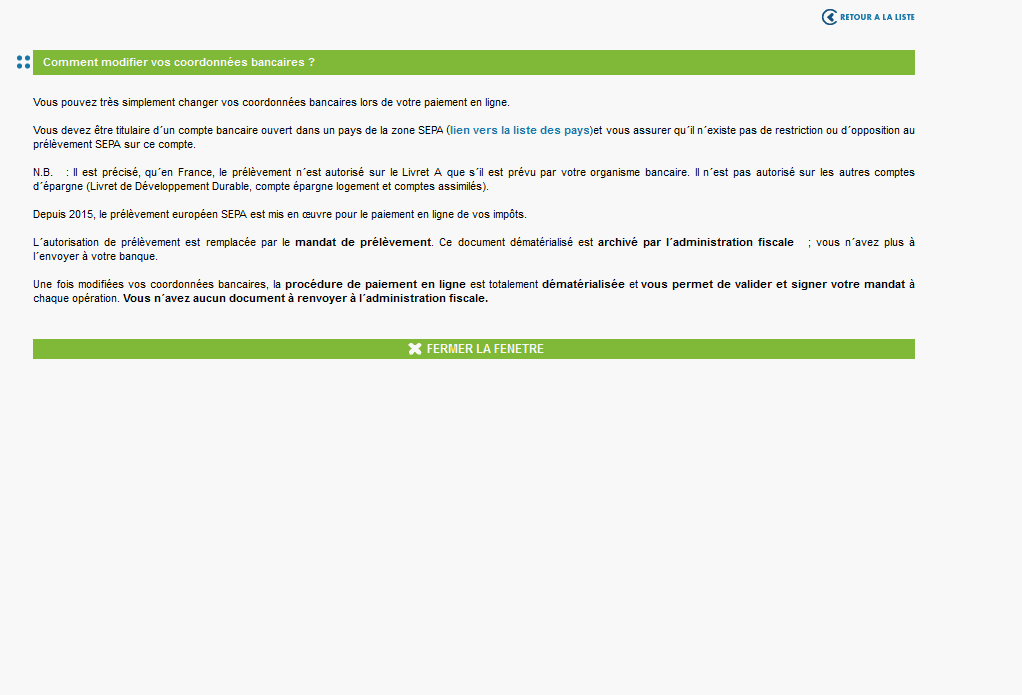 RETOUR A LA LISTE
Comment modifier vos coordonnées bancaires ?
Vous pouvez très simplement changer vos coordonnées bancaires lors de votre paiement en ligne.
Vous devez être titulaire d´un compte bancaire ouvert dans un pays de la zone SEPA (lien vers la liste des pays)et vous assurer qu´il n´existe pas de restriction ou d´opposition au
prélèvement SEPA sur ce compte.
N.B. : Il est précisé, qu´en France, le prélèvement n´est autorisé sur le Livret A que s´il est prévu par votre organisme bancaire. Il n´est pas autorisé sur les autres comptes
d´épargne (Livret de Développement Durable, compte épargne logement et comptes assimilés).
Depuis 2015, le prélèvement européen SEPA est mis en œuvre pour le paiement en ligne de vos impôts.
L´autorisation de prélèvement est remplacée par le mandat de prélèvement. Ce document dématérialisé est archivé par l´administration fiscale ; vous n´avez plus à
l´envoyer à votre banque.
Une fois modifiées vos coordonnées bancaires, la procédure de paiement en ligne est totalement dématérialisée et vous permet de valider et signer votre mandat à
chaque opération. Vous n´avez aucun document à renvoyer à l´administration fiscale.
FERMER LA FENETRE